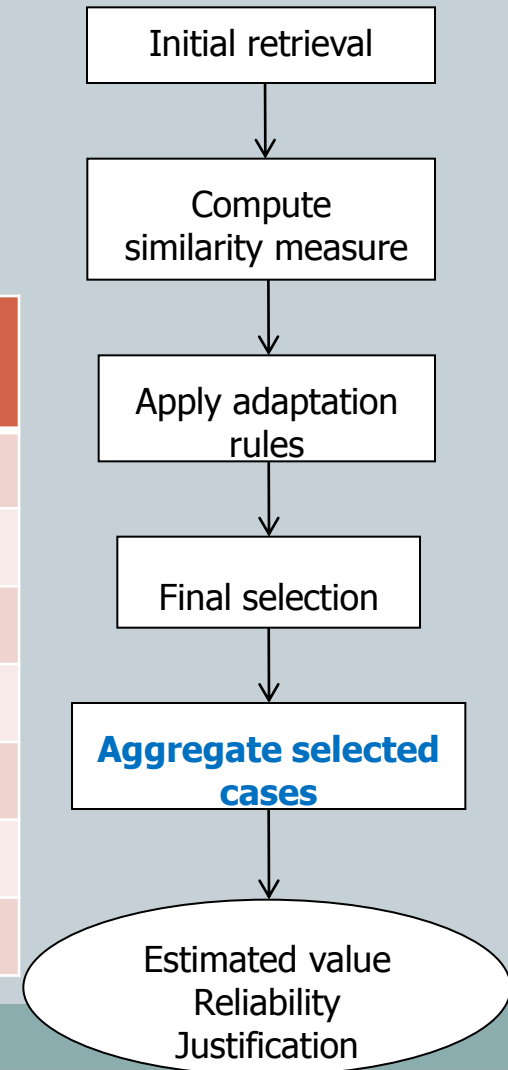 Initial retrieval
Compute
similarity measure
Apply adaptation
rules
Final selection
Aggregate selected
cases
Estimated value
Reliability
Justification